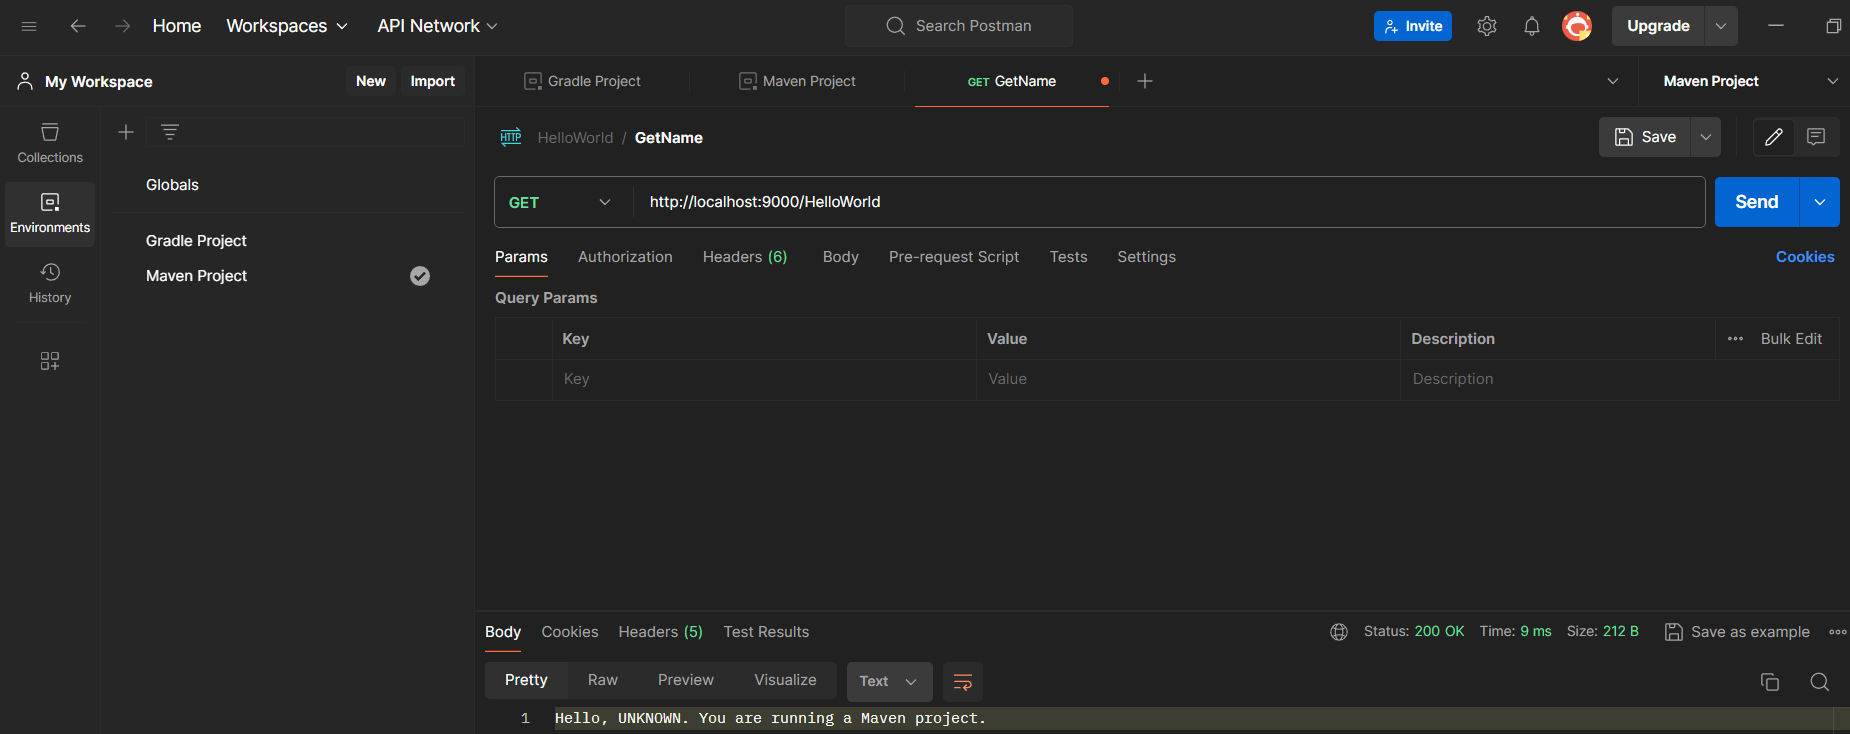 Home Workspaces API Network Search Postman Invite Upgrade
My Workspace New Import Gradle Project Maven Project GET GetName Maven Project
Collections
Environments
History
Globals
Gradle Project
Maven Project
HTTP HelloWorld / GetName Save
GET http://localhost:9000/HelloWorld Send
Params Authorization Headers (6) Body Pre-request Script Tests Settings Cookies
Query Params
Key Value Description Bulk Edit
Key Value Description
Body Cookies Headers (5) Test Results Status: 200 OK Time: 9 ms Size: 212 B Save as example
Pretty Raw Preview Visualize Text
1 Hello, UNKNOWN. You are running a Maven project.